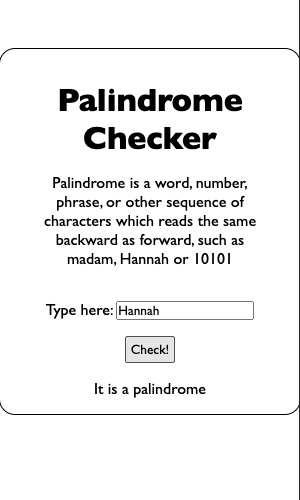 Palindrome
Checker
Palindrome is a word, number,
phrase, or other sequence of
characters which reads the same
backward as forward, such as
madam, Hannah or 10101
Type here: Hannah
Check!
It is a palindrome